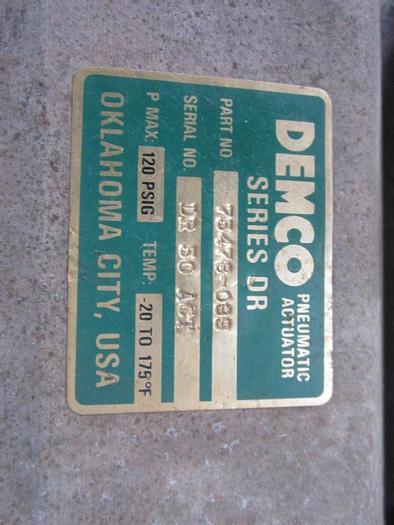 DEMCO PNEUMATIC ACTUATOR
SERIES DR
PART NO. 75479-099
SERIAL NO. DR 50 ACT
P MAX: 120 PSIG TEMP: -20 TO 175°F
OKLAHOMA CITY, USA